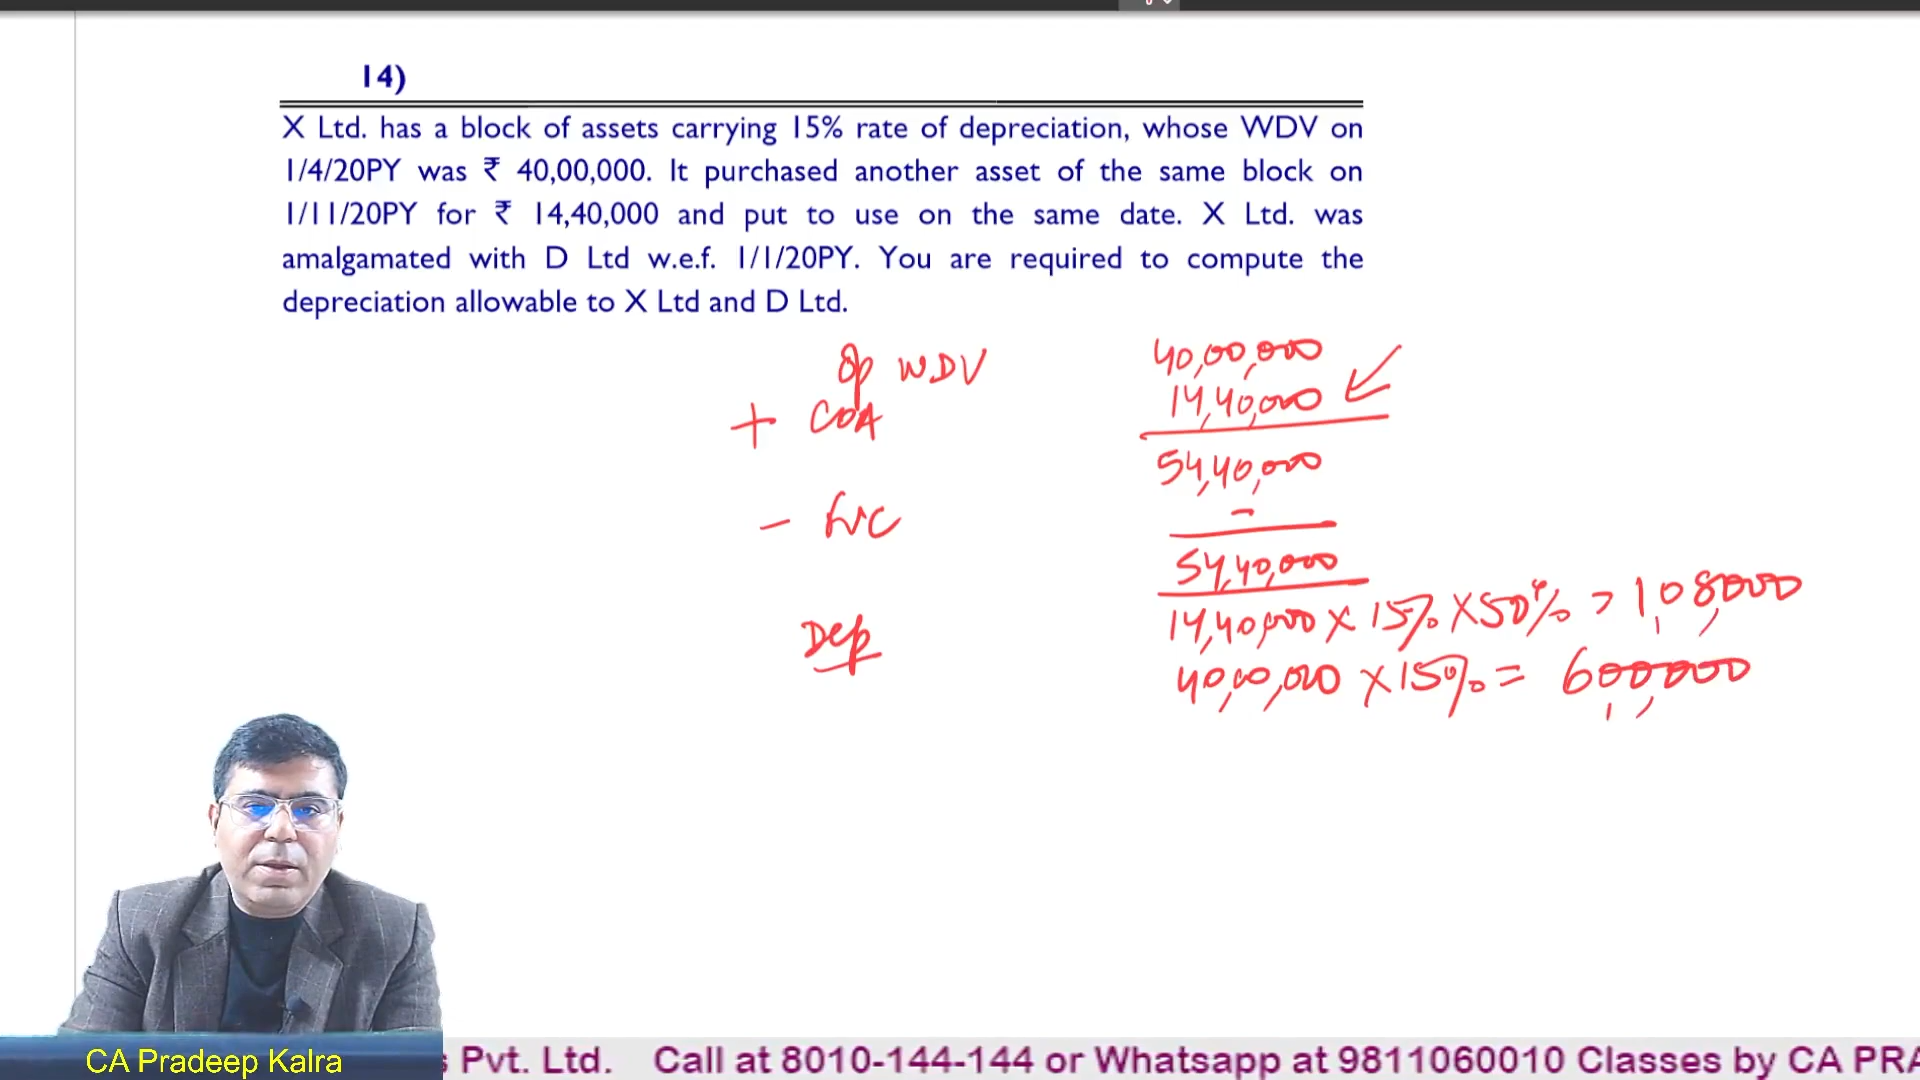 14)
X Ltd. has a block of assets carrying 15% rate of depreciation, whose WDV on
1/4/20PY was ₹ 40,00,000. It purchased another asset of the same block on
1/11/20PY for ₹ 14,40,000 and put to use on the same date. X Ltd. was
amalgamated with D Ltd w.e.f. 1/1/20PY. You are required to compute the
depreciation allowable to X Ltd and D Ltd.
Op WDV 40,00,000
+ COA 14,40,000
54,40,000
- FVC -
54,40,000
Dep 14,40,000 x 15% x 50% = 1,08,000
40,00,000 x 15% = 6,00,000
CA Pradeep Kalra
s Pvt. Ltd. Call at 8010-144-144 or Whatsapp at 9811060010 Classes by CA PRA